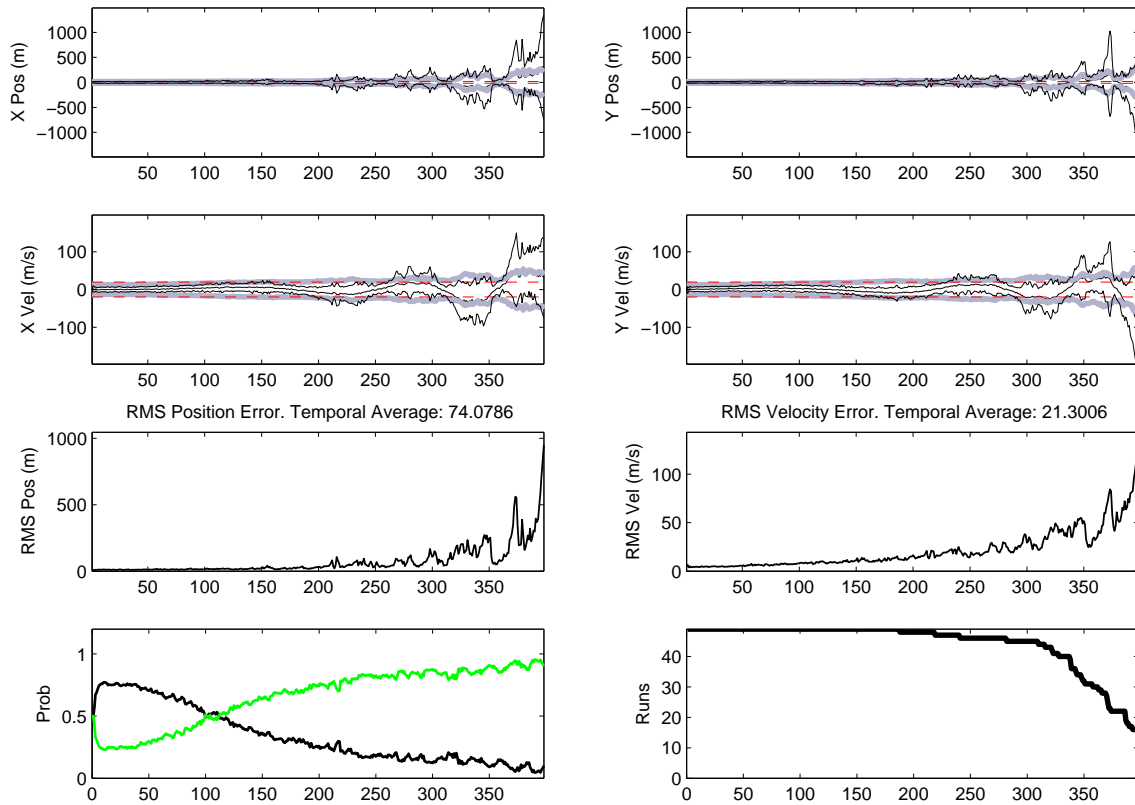 1000
500
0
−500
−1000
X Pos (m)
50 100 150 200 250 300 350
1000
500
0
−500
−1000
Y Pos (m)
50 100 150 200 250 300 350
100
0
−100
X Vel (m/s)
50 100 150 200 250 300 350
100
0
−100
Y Vel (m/s)
50 100 150 200 250 300 350
RMS Position Error. Temporal Average: 74.0786
1000
500
0
RMS Pos (m)
0 50 100 150 200 250 300 350
RMS Velocity Error. Temporal Average: 21.3006
100
50
0
RMS Vel (m/s)
0 50 100 150 200 250 300 350
1
0.5
0
Prob
0 50 100 150 200 250 300 350
40
30
20
10
0
Runs
0 50 100 150 200 250 300 350